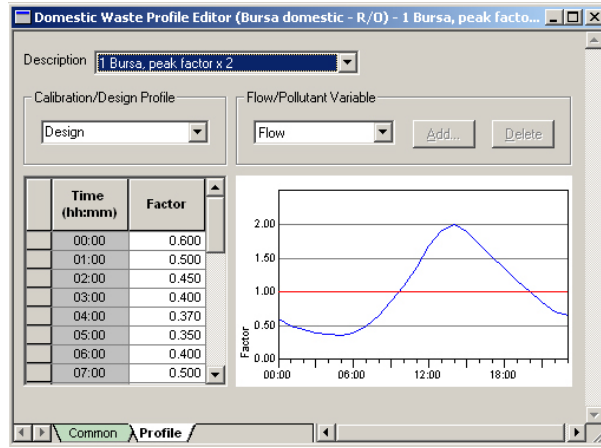 Domestic Waste Profile Editor (Bursa domestic - R/O) - 1 Bursa, peak facto...
Description 1 Bursa, peak factor x 2
Calibration/Design Profile
Design
Flow/Pollutant Variable
Flow
Add...
Delete
Time (hh:mm) Factor
00:00 0.600
01:00 0.500
02:00 0.450
03:00 0.400
04:00 0.370
05:00 0.350
06:00 0.400
07:00 0.500
2.00
1.50
1.00
0.50
0.00
Factor
00:00 06:00 12:00 18:00
Common Profile